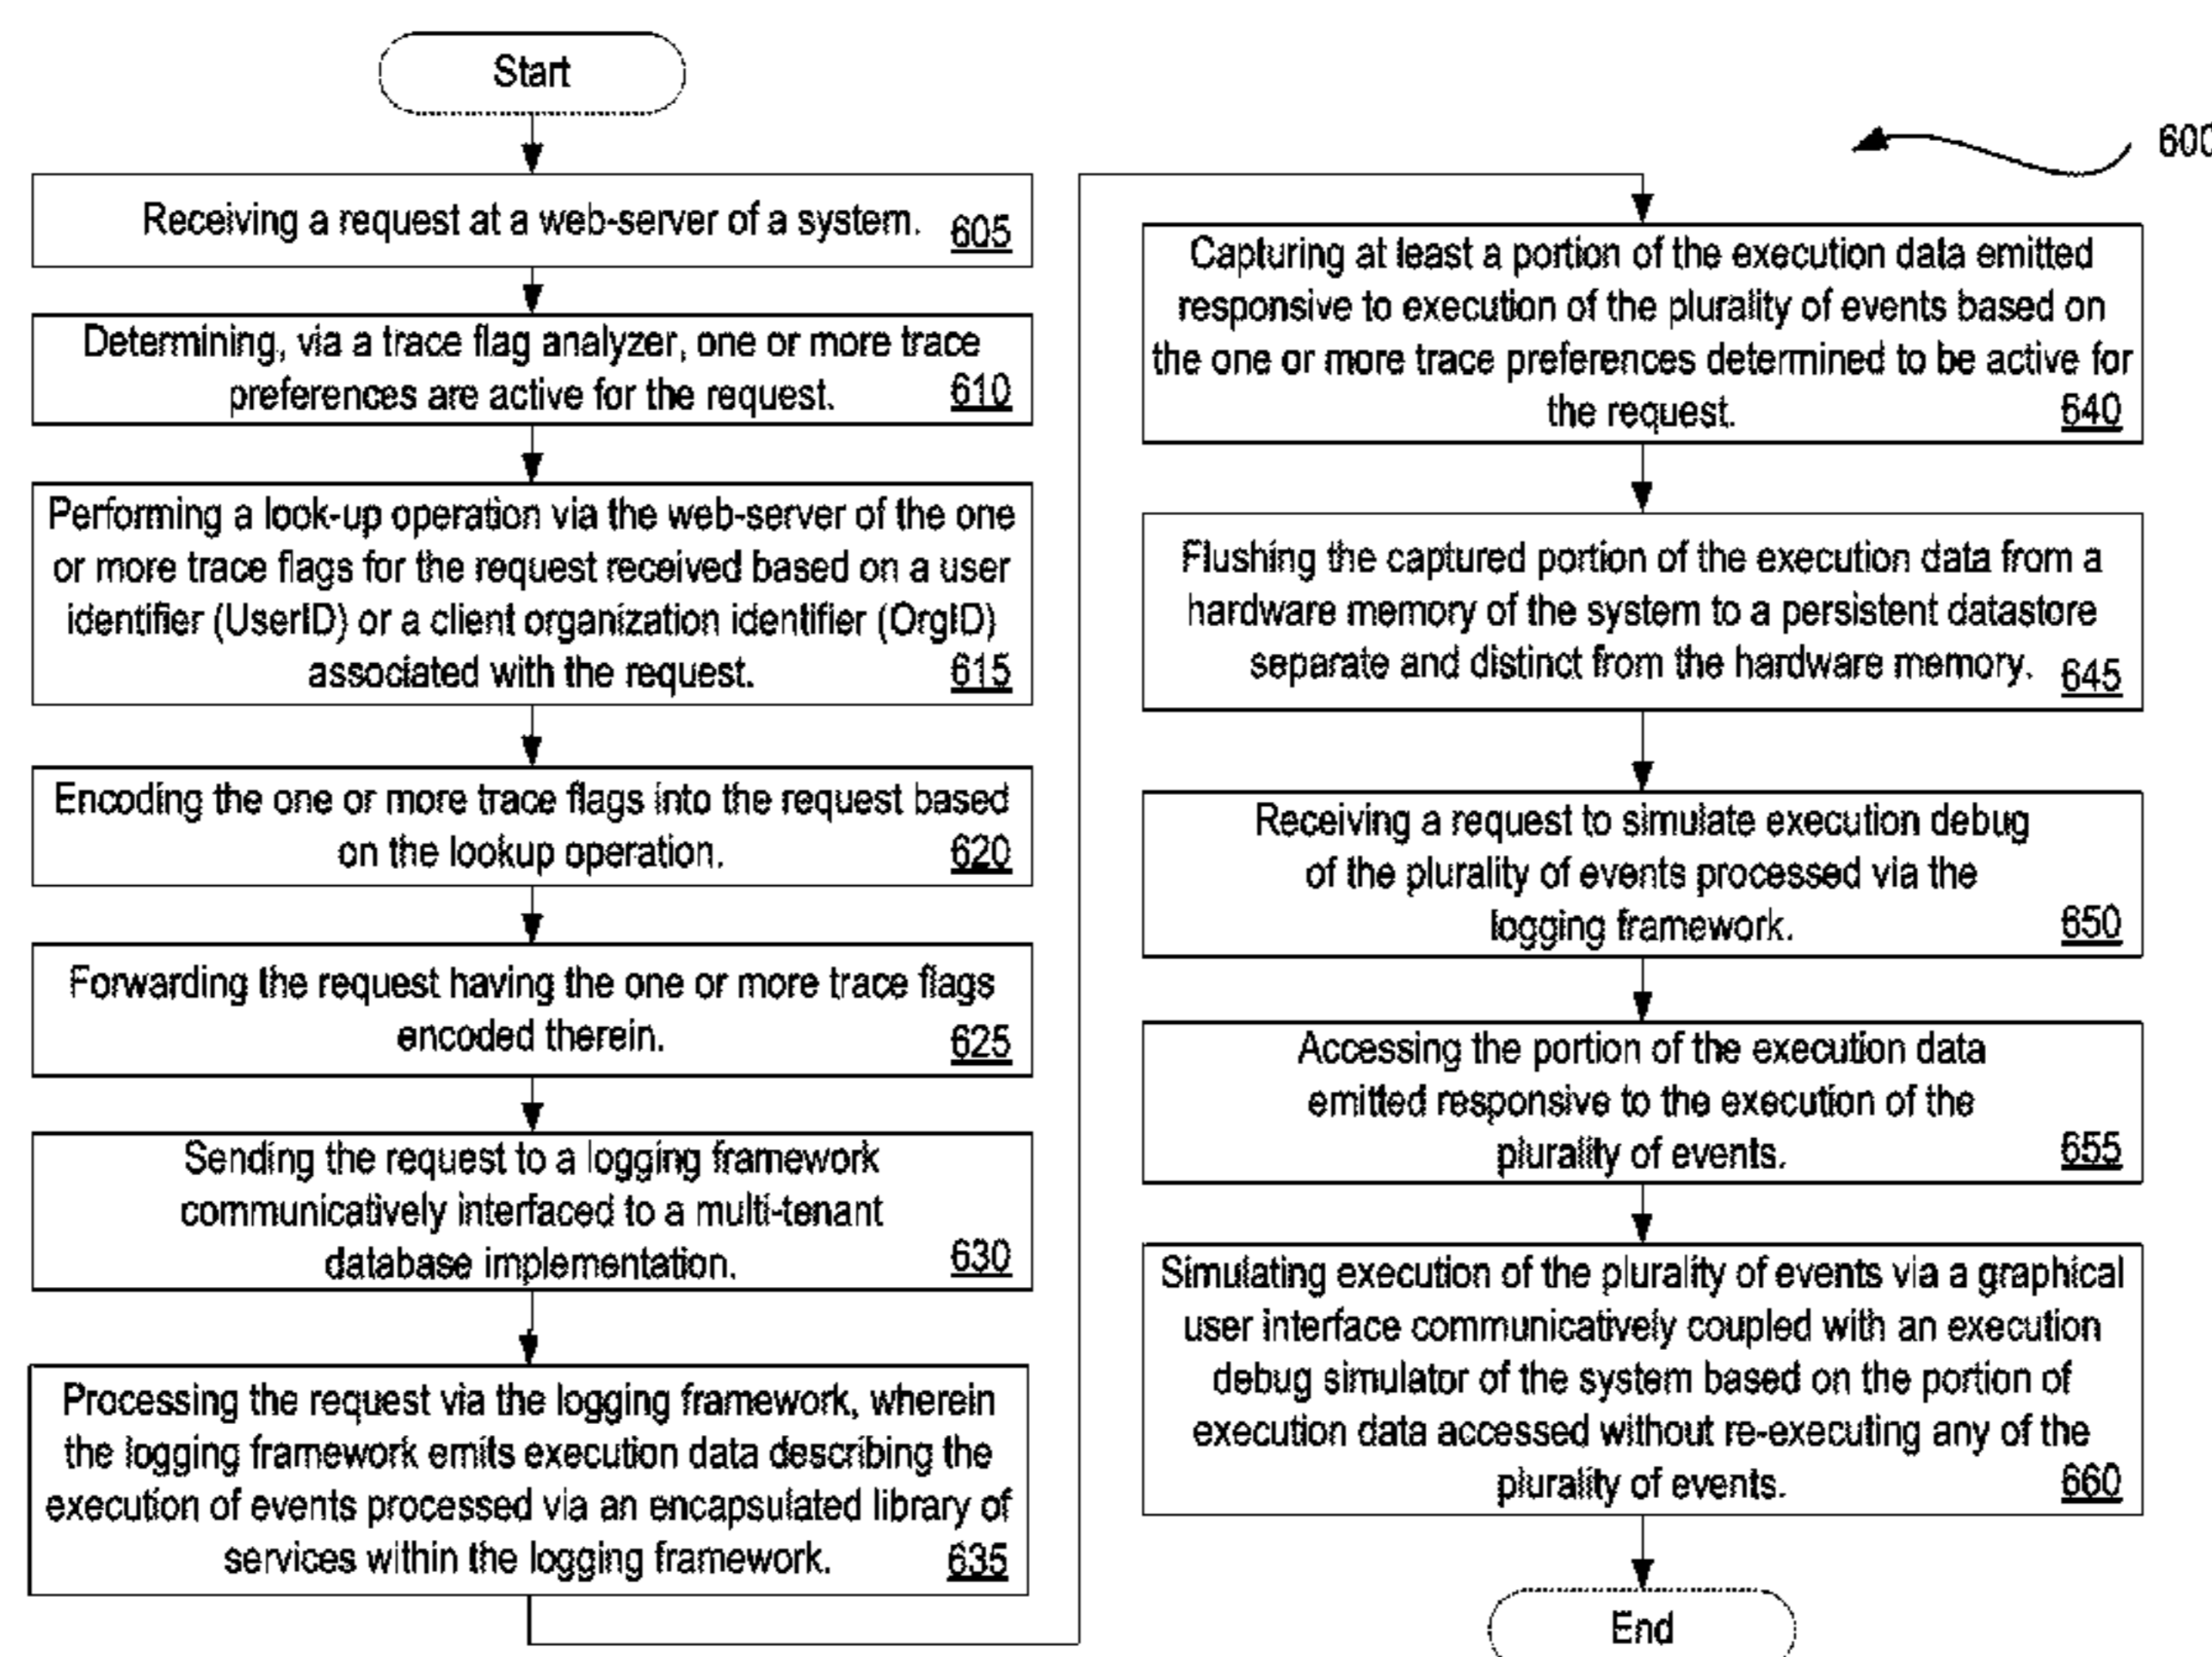 Start
Receiving a request at a web-server of a system. 605
Determining, via a trace flag analyzer, one or more trace
preferences are active for the request. 610
Performing a look-up operation via the web-server of the one
or more trace flags for the request received based on a user
identifier (UserID) or a client organization identifier (OrgID)
associated with the request. 615
Encoding the one or more trace flags into the request based
on the lookup operation. 620
Forwarding the request having the one or more trace flags
encoded therein. 625
Sending the request to a logging framework
communicatively interfaced to a multi-tenant
database implementation. 630
Processing the request via the logging framework, wherein
the logging framework emits execution data describing the
execution of events processed via an encapsulated library of
services within the logging framework. 635
600
Capturing at least a portion of the execution data emitted
responsive to execution of the plurality of events based on
the one or more trace preferences determined to be active for
the request. 640
Flushing the captured portion of the execution data from a
hardware memory of the system to a persistent datastore
separate and distinct from the hardware memory. 645
Receiving a request to simulate execution debug
of the plurality of events processed via the
logging framework. 650
Accessing the portion of the execution data
emitted responsive to the execution of the
plurality of events. 655
Simulating execution of the plurality of events via a graphical
user interface communicatively coupled with an execution
debug simulator of the system based on the portion of
execution data accessed without re-executing any of the
plurality of events. 660
End